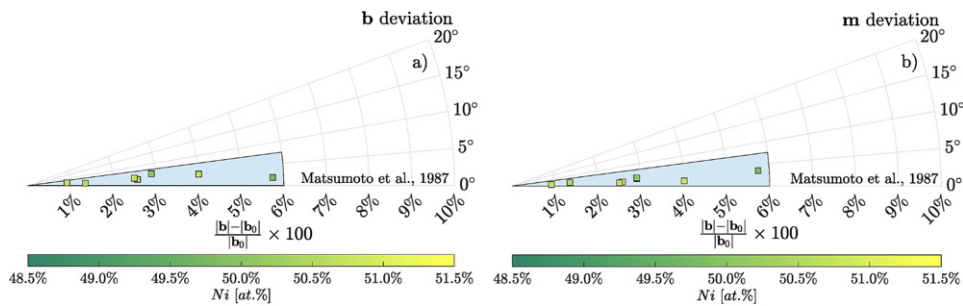 b deviation
20°
a)
15°
10°
5°
Matsumoto et al., 1987
0°
1% 2% 3% 4% 5% 6% 7% 8% 9% 10%
|b|−|b₀|
|b₀|
× 100
48.5% 49.0% 49.5% 50.0% 50.5% 51.0% 51.5%
Ni [at.%]
m deviation
20°
b)
15°
10°
5°
Matsumoto et al., 1987
0°
1% 2% 3% 4% 5% 6% 7% 8% 9% 10%
|b|−|b₀|
|b₀|
× 100
48.5% 49.0% 49.5% 50.0% 50.5% 51.0% 51.5%
Ni [at.%]